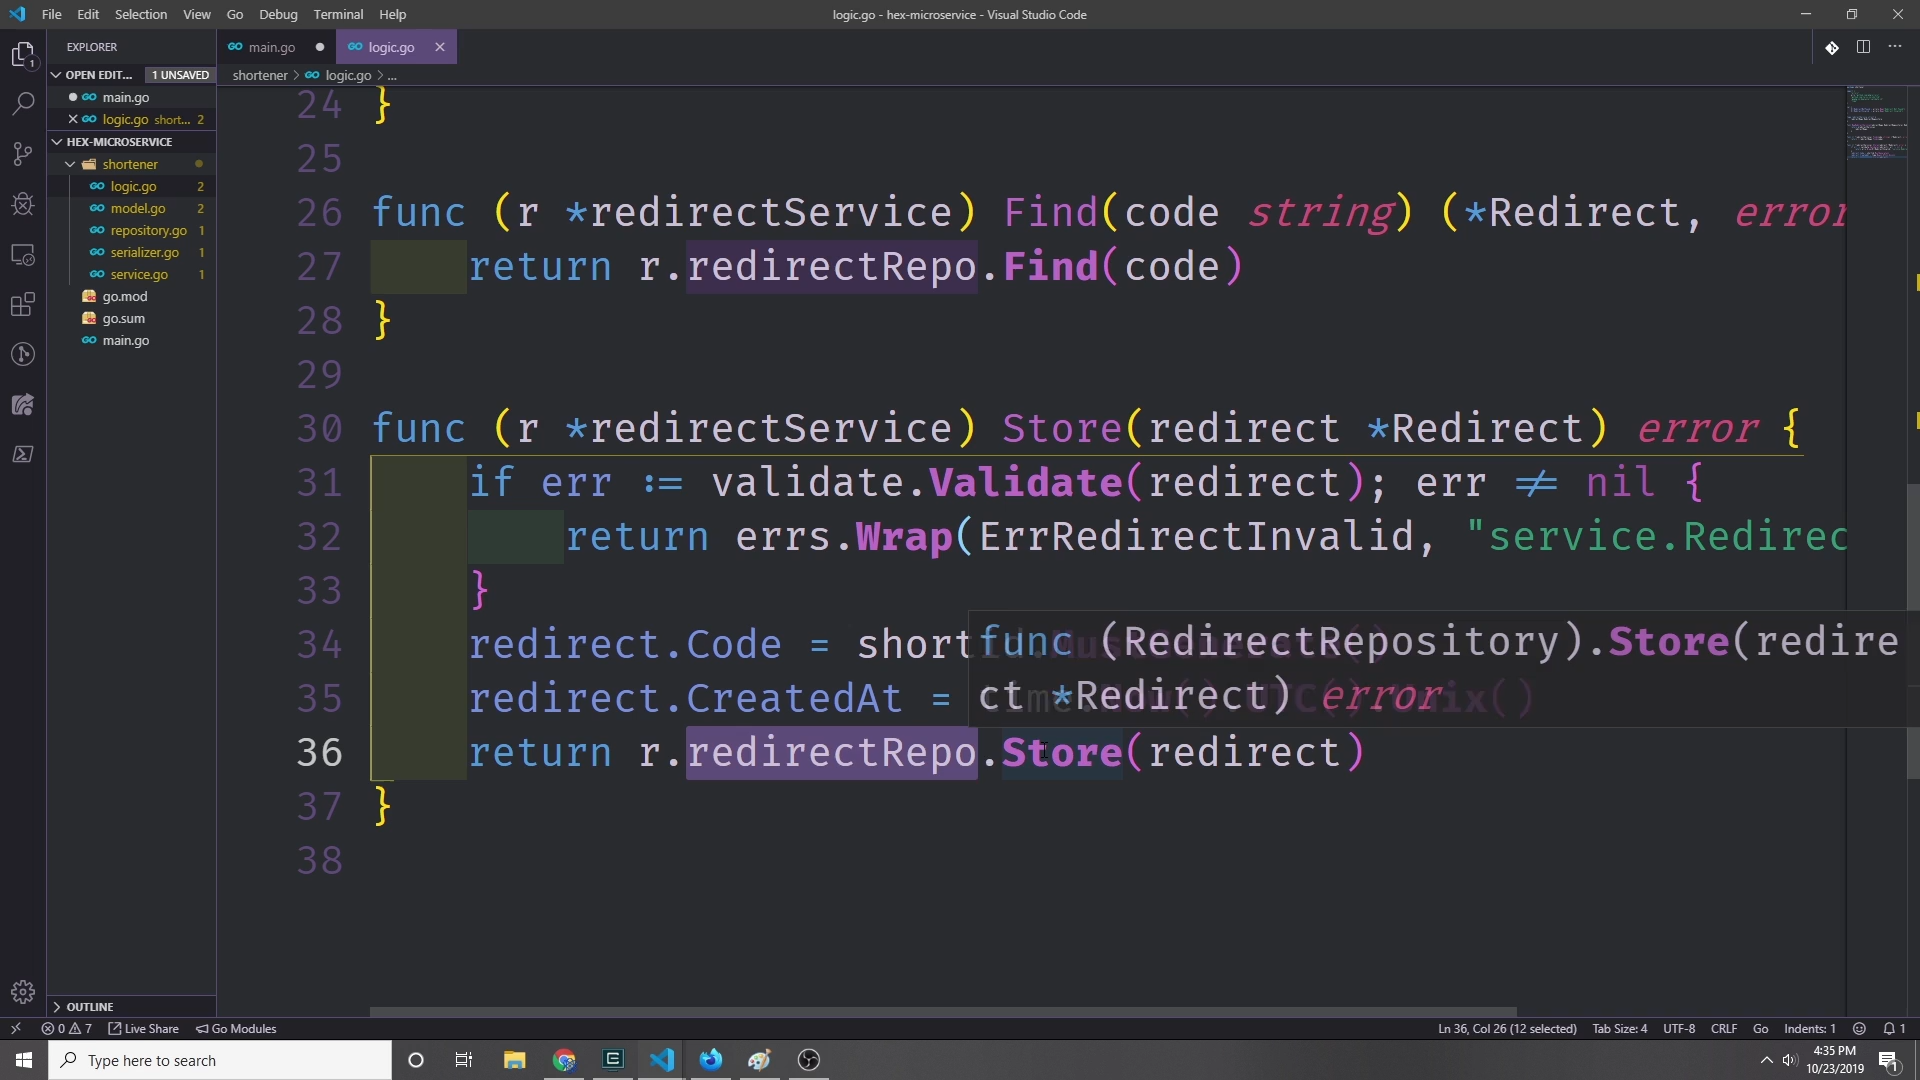 File Edit Selection View Go Debug Terminal Help
logic.go - hex-microservice - Visual Studio Code
EXPLORER
main.go
logic.go
OPEN EDIT... 1 UNSAVED
shortener > logic.go > ...
main.go
logic.go short... 2
HEX-MICROSERVICE
shortener
logic.go 2
model.go 2
repository.go 1
serializer.go 1
service.go 1
go.mod
go.sum
main.go
24 }
25
26 func (r *redirectService) Find(code string) (*Redirect, error
27 return r.redirectRepo.Find(code)
28 }
29
30 func (r *redirectService) Store(redirect *Redirect) error {
31 if err := validate.Validate(redirect); err != nil {
32 return errs.Wrap(ErrRedirectInvalid, "service.Redirec
33 }
34 redirect.Code = short
func (RedirectRepository).Store(redire
35 redirect.CreatedAt = time.Now().UTC().Unix()
ct *Redirect) error
36 return r.redirectRepo.Store(redirect)
37 }
38
OUTLINE
0 7 Live Share Go Modules
Ln 36, Col 26 (12 selected) Tab Size: 4 UTF-8 CRLF Go Indents: 1 1
Type here to search
4:35 PM
10/23/2019
1